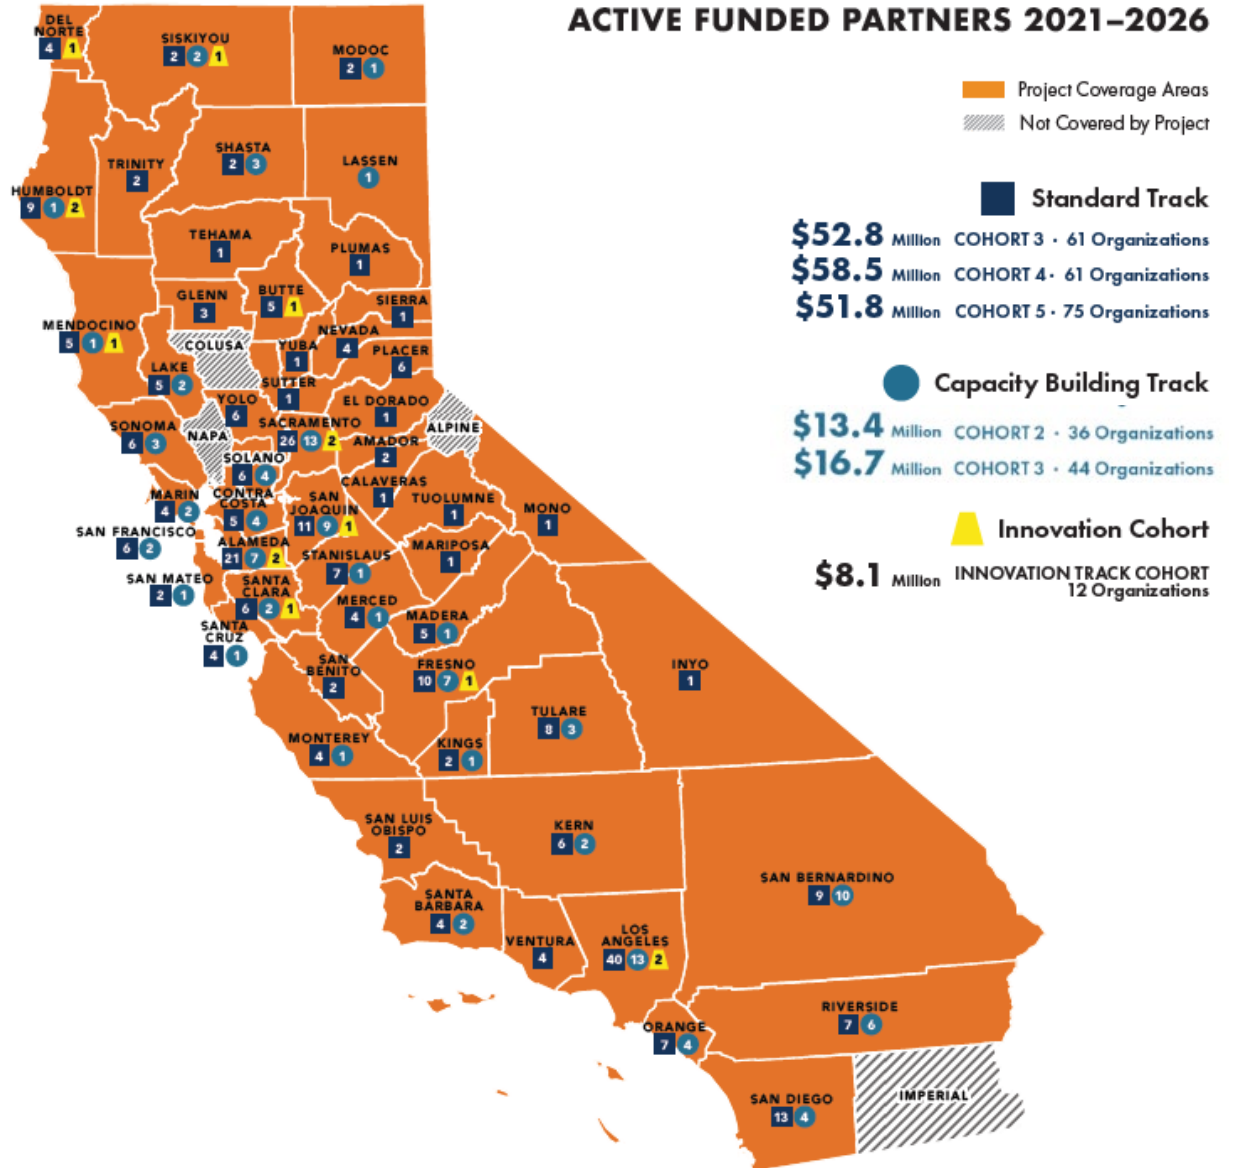 ACTIVE FUNDED PARTNERS 2021–2026
Project Coverage Areas
Not Covered by Project
Standard Track
$52.8 Million COHORT 3 · 61 Organizations
$58.5 Million COHORT 4 · 61 Organizations
$51.8 Million COHORT 5 · 75 Organizations
Capacity Building Track
$13.4 Million COHORT 2 · 36 Organizations
$16.7 Million COHORT 3 · 44 Organizations
Innovation Cohort
$8.1 Million INNOVATION TRACK COHORT
12 Organizations
DEL
NORTE
4 1
SISKIYOU
2 2 1
MODOC
2 1
SHASTA
2 3
LASSEN
1
TRINITY
2
HUMBOLDT
9 1 2
TEHAMA
1
PLUMAS
1
GLENN
3
BUTTE
5 1
SIERRA
1
MENDOCINO
5 1 1
COLUSA
NEVADA
4
YUBA
1
PLACER
6
LAKE
5 2
SUTTER
1
YOLO
6
EL DORADO
1
ALPINE
SONOMA
6 3
NAPA
SACRAMENTO
26 13 2
AMADOR
2
SOLANO
6 4
CALAVERAS
1
MARIN
4 2
CONTRA
COSTA
5 4
SAN
JOAQUIN
11 9 1
TUOLUMNE
1
MONO
1
SAN FRANCISCO
6 2
ALAMEDA
21 7 2
STANISLAUS
7 1
MARIPOSA
1
SAN MATEO
2 1
SANTA
CLARA
6 2 1
MERCED
4 1
MADERA
5 1
SANTA
CRUZ
4 1
SAN
BENITO
2
FRESNO
10 7 1
INYO
1
TULARE
8 3
MONTEREY
4 1
KINGS
2 1
SAN LUIS
OBISPO
2
KERN
6 2
SAN BERNARDINO
9 10
SANTA
BARBARA
4 2
VENTURA
4
LOS
ANGELES
40 13 2
RIVERSIDE
7 6
ORANGE
7 4
SAN DIEGO
13 4
IMPERIAL